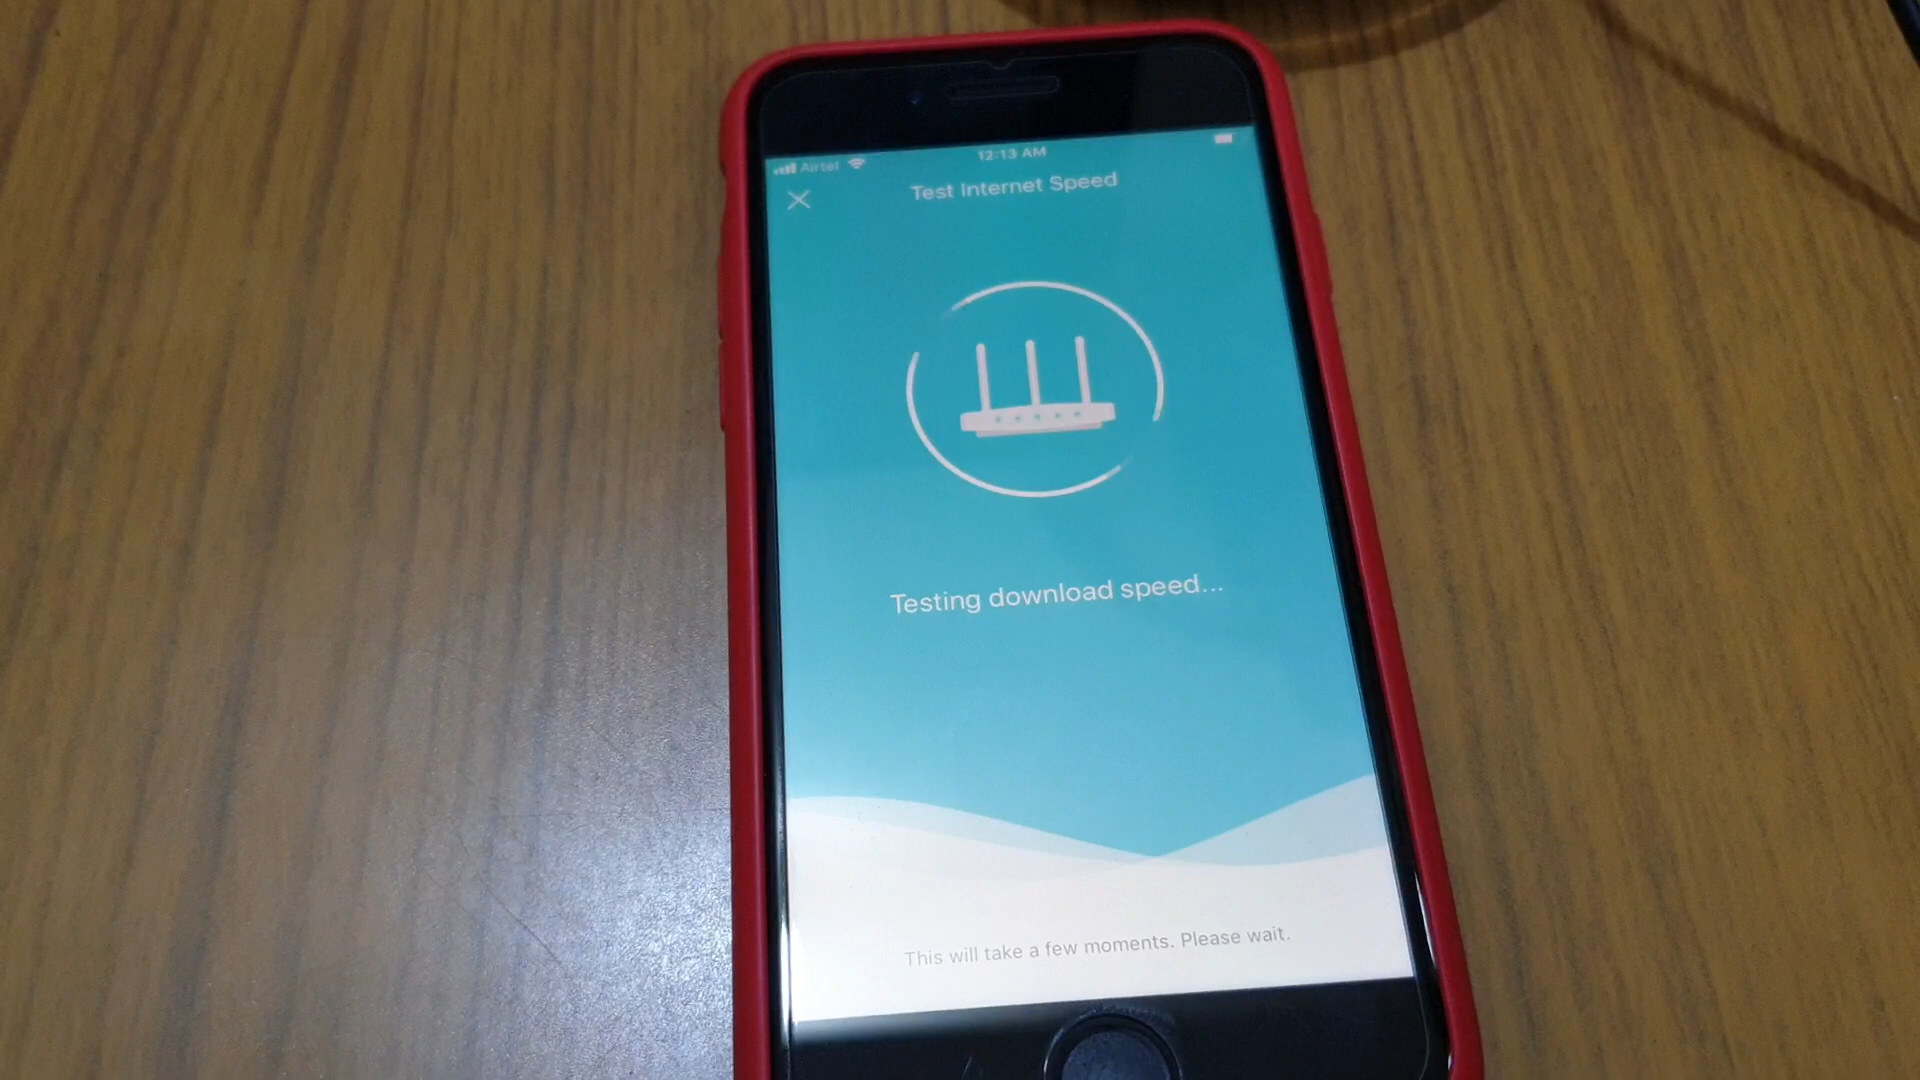 Airtel 12:13 AM
Test Internet Speed
Testing download speed...
This will take a few moments. Please wait.